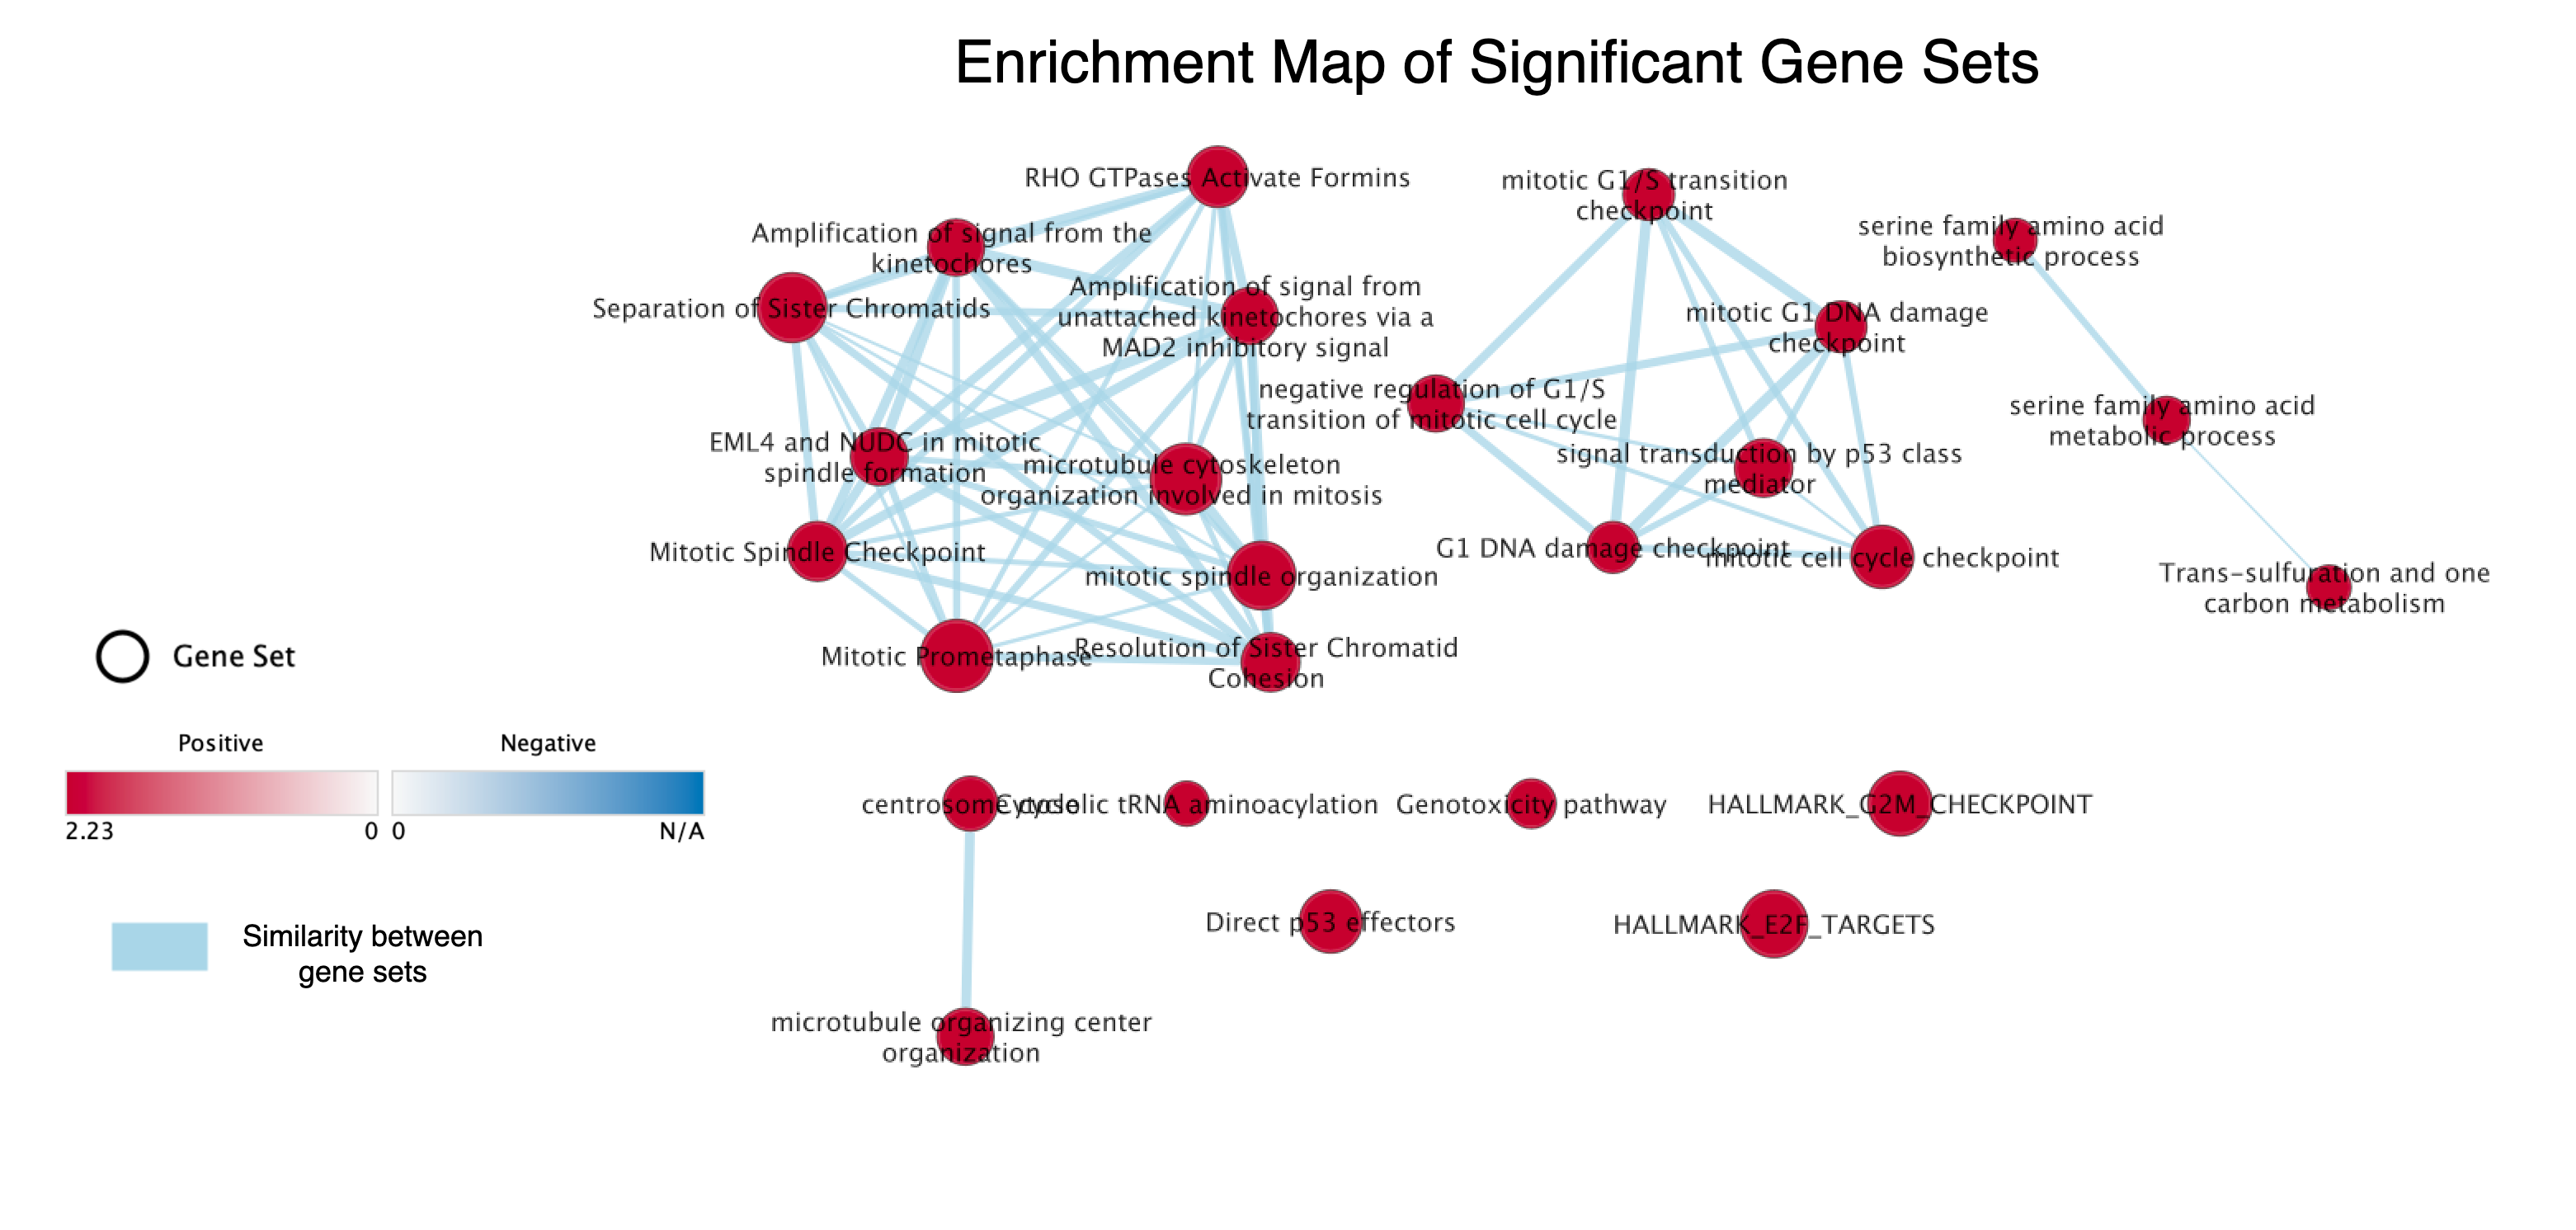 Enrichment Map of Significant Gene Sets
RHO GTPases Activate Formins
Amplification of signal from the
kinetochores
Separation of Sister Chromatids
Amplification of signal from
unattached kinetochores via a
MAD2 inhibitory signal
EML4 and NUDC in mitotic
spindle formation
microtubule cytoskeleton
organization involved in mitosis
Mitotic Spindle Checkpoint
mitotic spindle organization
Mitotic Prometaphase
Resolution of Sister Chromatid
Cohesion
mitotic G1/S transition
checkpoint
mitotic G1 DNA damage
checkpoint
negative regulation of G1/S
transition of mitotic cell cycle
signal transduction by p53 class
mediator
G1 DNA damage checkpoint
mitotic cell cycle checkpoint
serine family amino acid
biosynthetic process
serine family amino acid
metabolic process
Trans-sulfuration and one
carbon metabolism
Gene Set
Positive
Negative
2.23
0
0
N/A
Similarity between
gene sets
centrosome cycle
Cytosolic tRNA aminoacylation
Genotoxicity pathway
HALLMARK_G2M_CHECKPOINT
Direct p53 effectors
HALLMARK_E2F_TARGETS
microtubule organizing center
organization